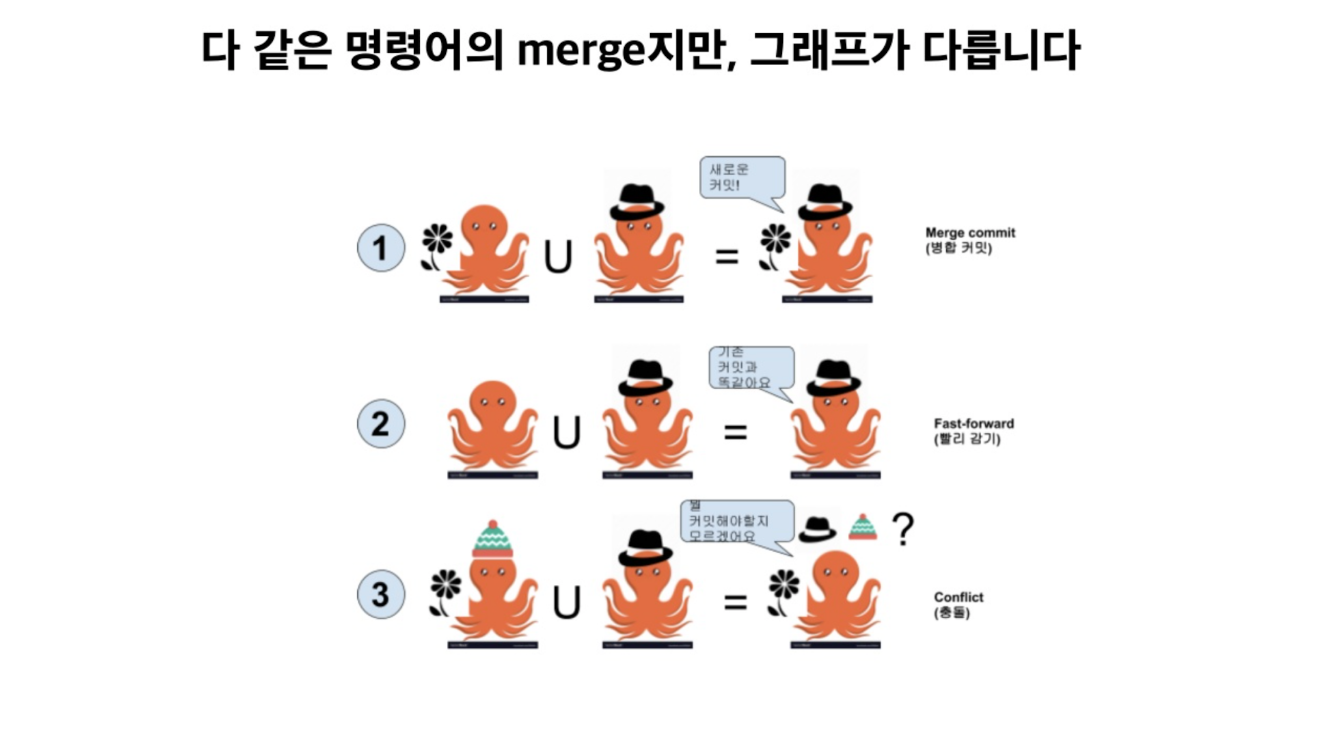 다 같은 명령어의 merge지만, 그래프가 다릅니다
새로운
커밋!
1
U
=
Merge commit
(병합 커밋)
기존
커밋과
똑같아요
2
U
=
Fast-forward
(빨리 감기)
뭘
커밋해야할지
모르겠어요
?
3
U
=
Conflict
(충돌)